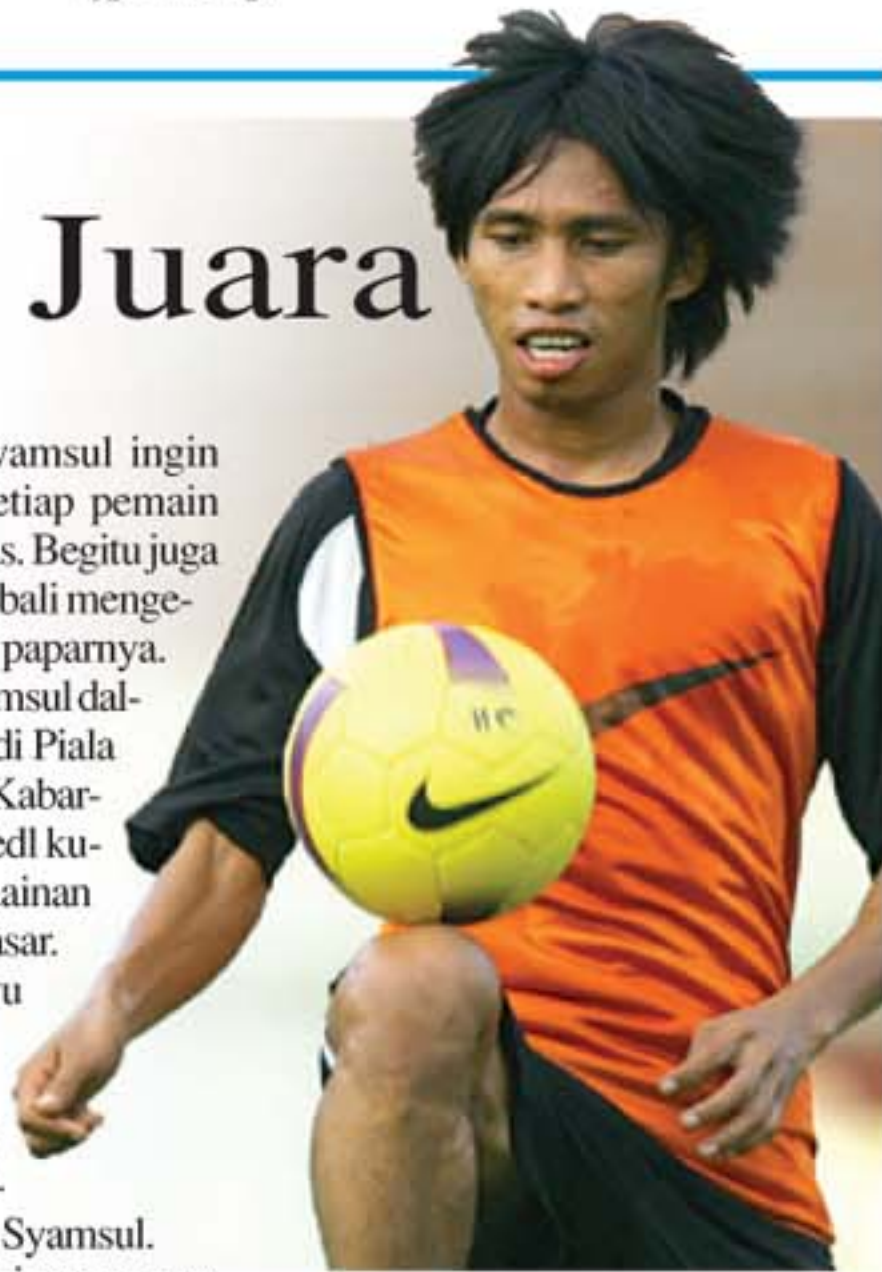 Juara
yamsul ingin
etiap pemain
s. Begitu juga
bali menge-
paparnya.
msul dal-
di Piala
Kabar-
edl ku-
ainan
asar.
u
Syamsul.